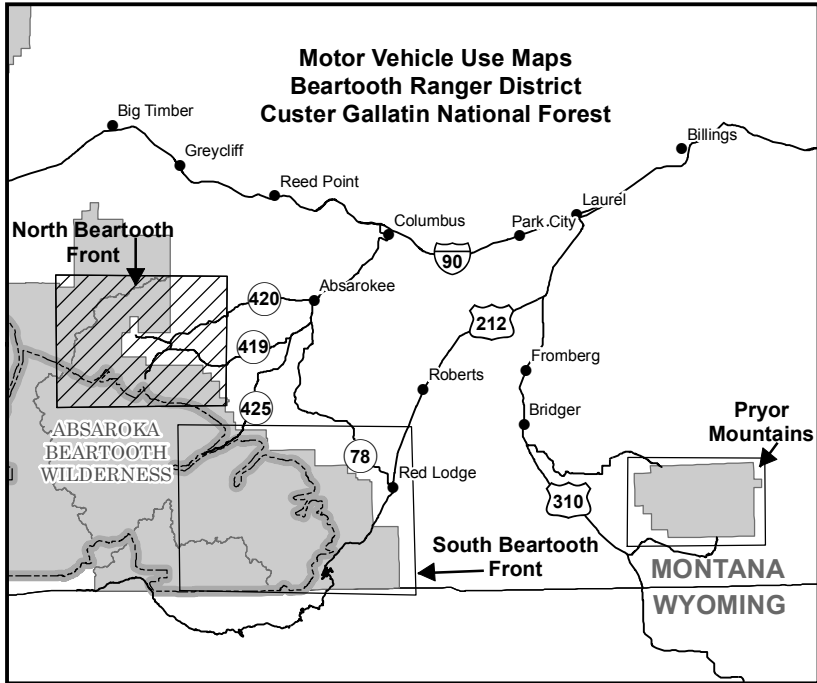 Motor Vehicle Use Maps
Beartooth Ranger District
Custer Gallatin National Forest
Big Timber
Greycliff
Reed Point
Columbus
Park City
Laurel
Billings
North Beartooth
Front
90
Absarokee
420
419
212
Fromberg
Roberts
Bridger
425
ABSAROKA
BEARTOOTH
WILDERNESS
78
Red Lodge
Pryor
Mountains
310
South Beartooth
Front
MONTANA
WYOMING